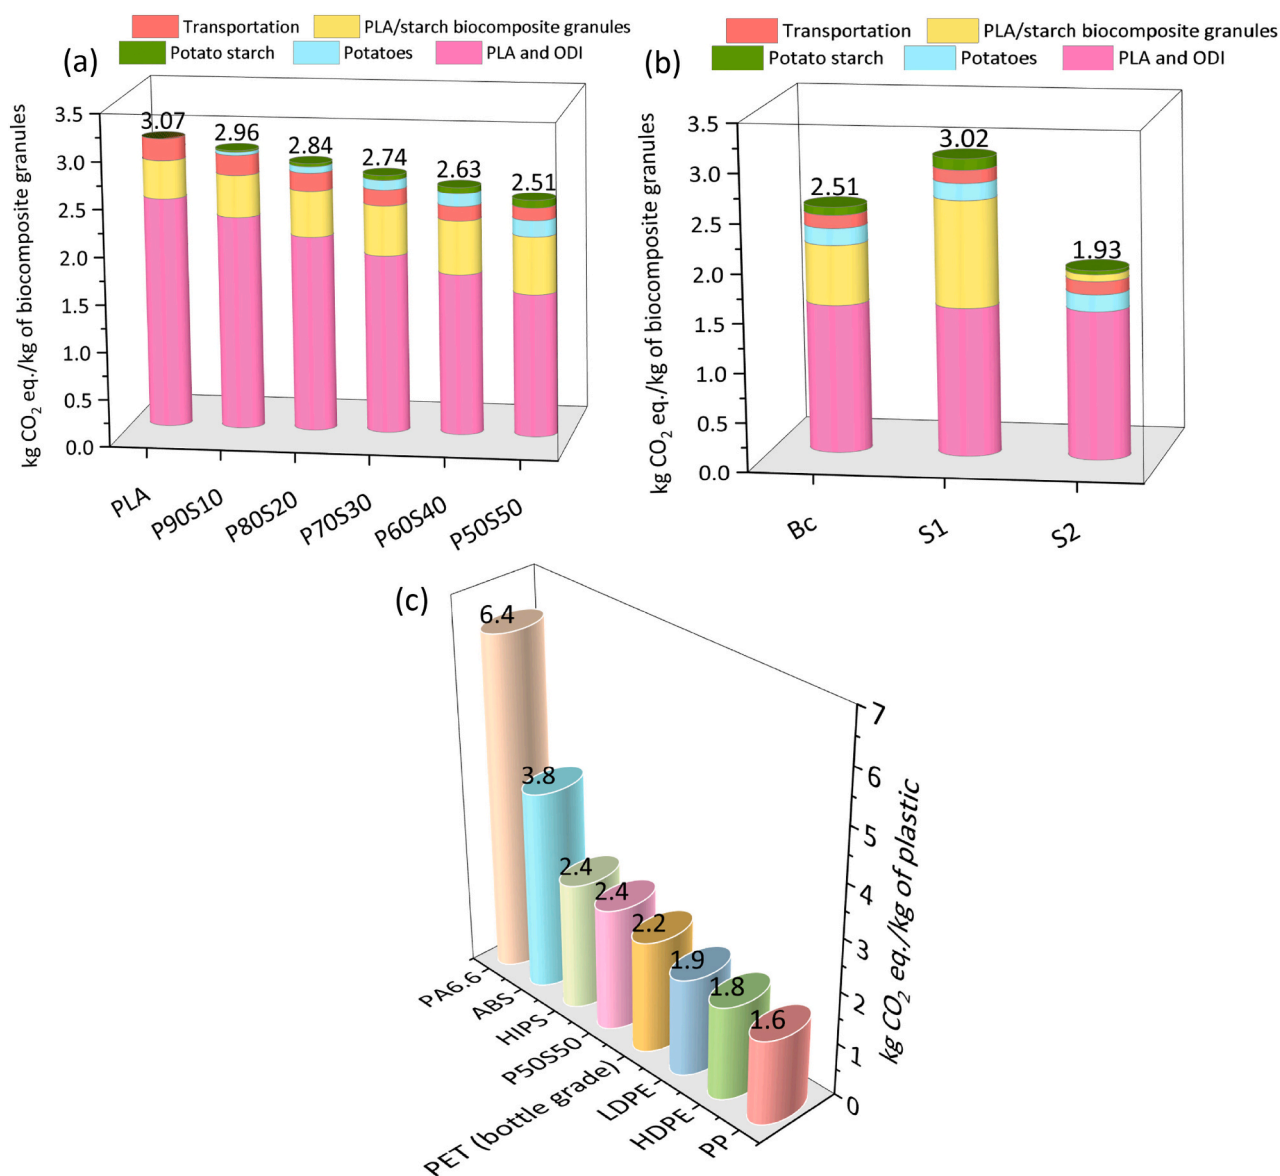 (a)
Transportation PLA/starch biocomposite granules
Potato starch Potatoes PLA and ODI
kg CO₂ eq./kg of biocomposite granules
3.5
3.0
2.5
2.0
1.5
1.0
0.5
0.0
3.07
2.96
2.84
2.74
2.63
2.51
PLA
P90S10
P80S20
P70S30
P60S40
P50S50
(b)
Transportation PLA/starch biocomposite granules
Potato starch Potatoes PLA and ODI
kg CO₂ eq./kg of biocomposite granules
3.5
3.0
2.5
2.0
1.5
1.0
0.5
0.0
2.51
3.02
1.93
Bc
S1
S2
(c)
6.4
3.8
2.4
2.4
2.2
1.9
1.8
1.6
PA6.6
ABS
HIPS
P50S50
PET (bottle grade)
LDPE
HDPE
PP
7
6
5
4
3
2
1
0
kg CO₂ eq./kg of plastic